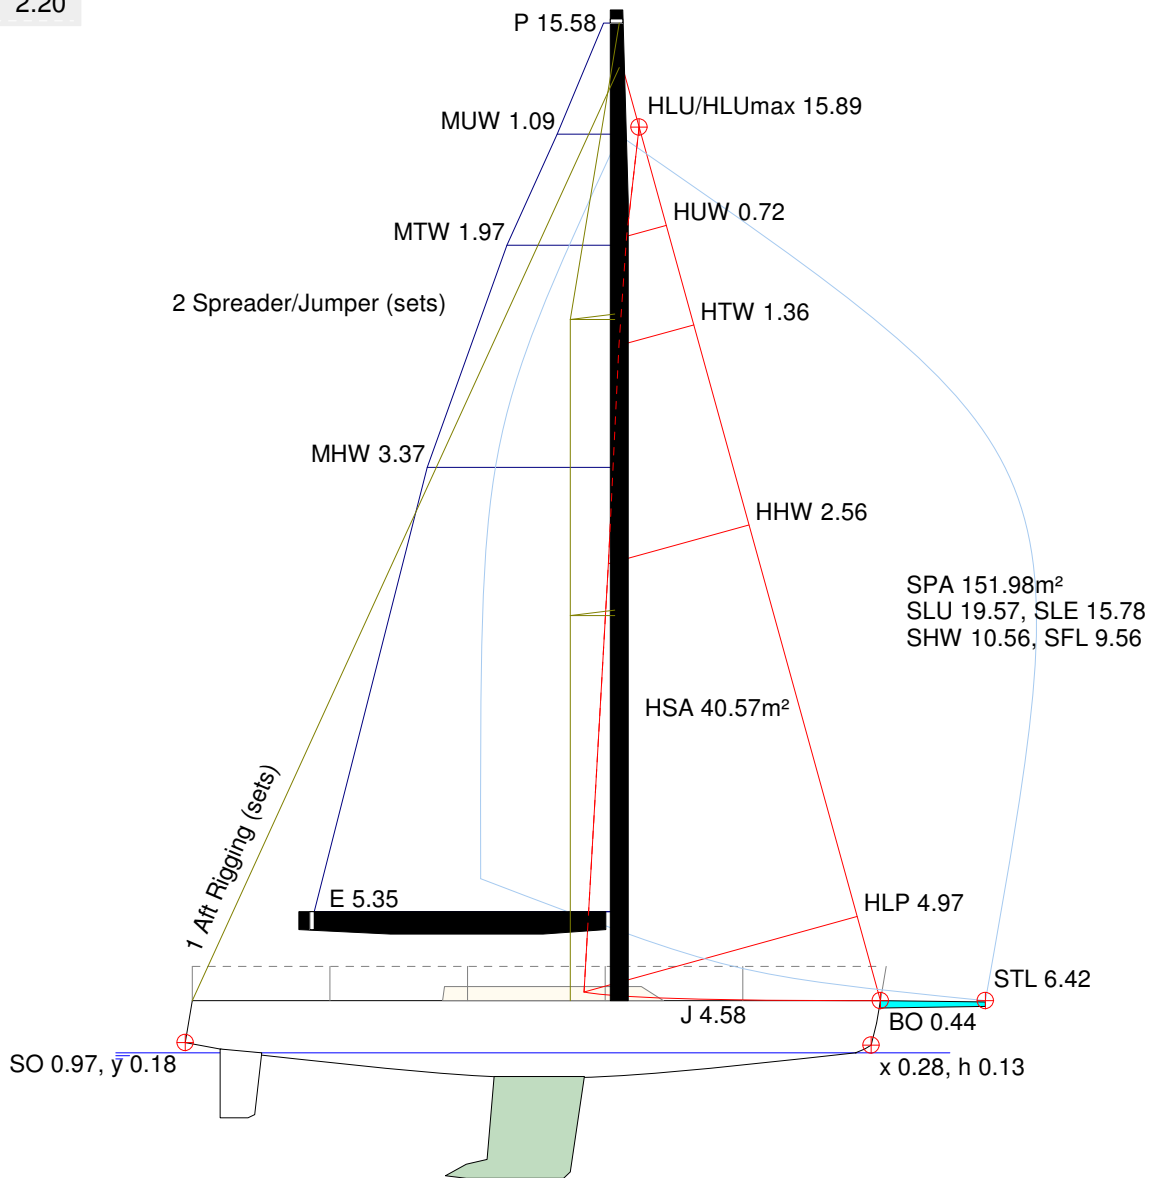 2.20
P 15.58
HLU/HLUmax 15.89
MUW 1.09
HUW 0.72
MTW 1.97
2 Spreader/Jumper (sets)
HTW 1.36
MHW 3.37
HHW 2.56
SPA 151.98m²
SLU 19.57, SLE 15.78
SHW 10.56, SFL 9.56
HSA 40.57m²
1 Aft Rigging (sets)
E 5.35
HLP 4.97
STL 6.42
J 4.58
BO 0.44
SO 0.97, y 0.18
x 0.28, h 0.13